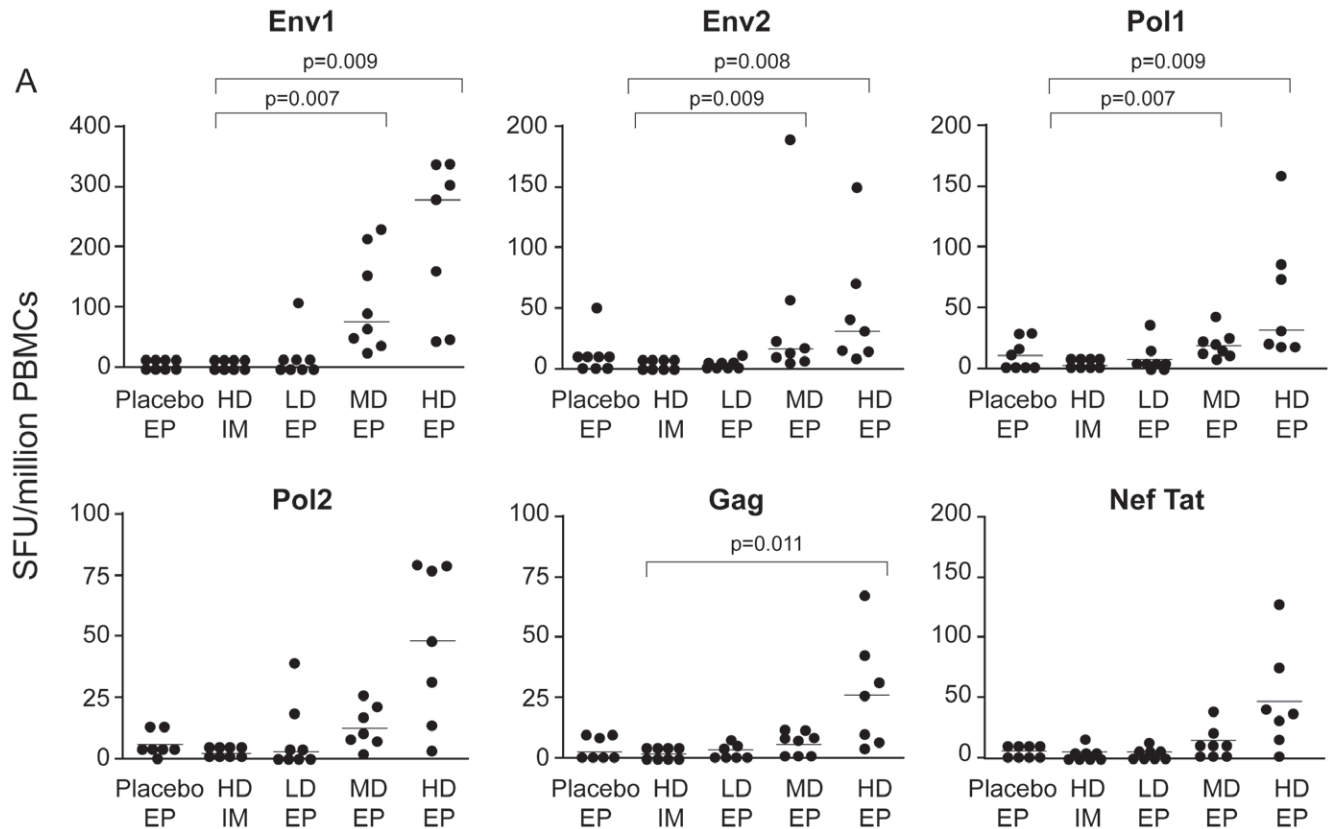 Env1
Env2
Pol1
A
p=0.009
p=0.007
p=0.008
p=0.009
p=0.009
p=0.007
SFU/million PBMCs
400
300
200
100
0
Placebo HD LD MD HD
EP IM EP EP EP
200
150
100
50
0
Placebo HD LD MD HD
EP IM EP EP EP
200
150
100
50
0
Placebo HD LD MD HD
EP IM EP EP EP
Pol2
100
75
50
25
0
Placebo HD LD MD HD
EP IM EP EP EP
Gag
p=0.011
100
75
50
25
0
Placebo HD LD MD HD
EP IM EP EP EP
Nef Tat
200
150
100
50
0
Placebo HD LD MD HD
EP IM EP EP EP